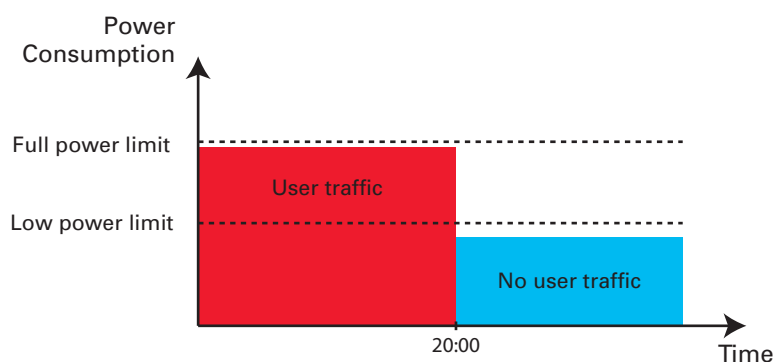 Power
Consumption
Full power limit
User traffic
Low power limit
No user traffic
20:00
Time